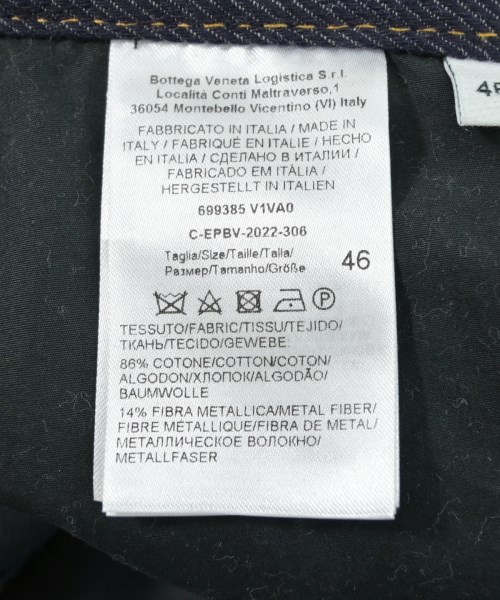 Bottega Veneta Logistica S.r.l.
Località Conti Maltraverso,1
36054 Montebello Vicentino (VI) Italy
FABBRICATO IN ITALIA / MADE IN
ITALY / FABRIQUÉ EN ITALIE / HECHO
EN ITALIA / СДЕЛАНО В ИТАЛИИ /
FABRICADO EM ITÁLIA /
HERGESTELLT IN ITALIEN
699385 V1VA0
C-EPBV-2022-306
Taglia/Size/Taille/Talla/
Размер/Tamanho/Größe
46
P
TESSUTO/FABRIC/TISSU/TEJIDO/
ТКАНЬ/TECIDO/GEWEBE:
86% COTONE/COTTON/COTON/
ALGODON/ХЛОПОК/ALGODÃO/
BAUMWOLLE
14% FIBRA METALLICA/METAL FIBER/
FIBRE MÉTALLIQUE/FIBRA DE METAL/
МЕТАЛЛИЧЕСКОЕ ВОЛОКНО/
METALLFASER